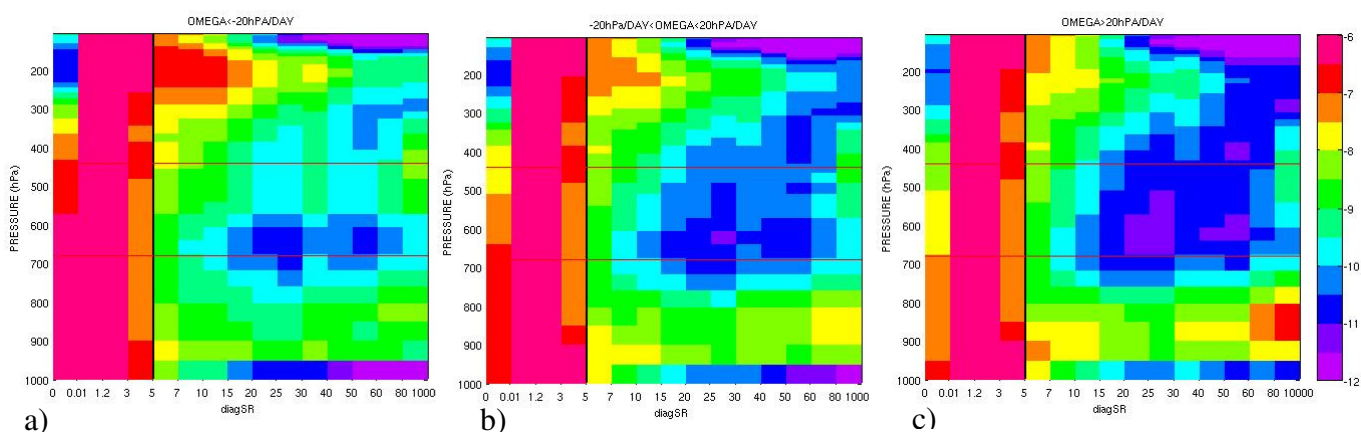 OMEGA<-20hPA/DAY
PRESSURE (hPa)
200
300
400
500
600
700
800
900
1000
0 0.01 1.2 3 5 7 10 15 20 25 30 40 50 60 80 1000
diagSR
a)
-20hPa/DAY<OMEGA<20hPA/DAY
PRESSURE (hPa)
200
300
400
500
600
700
800
900
1000
0 0.01 1.2 3 5 7 10 15 20 25 30 40 50 60 80 1000
diagSR
b)
OMEGA>20hPA/DAY
PRESSURE (hPa)
200
300
400
500
600
700
800
900
1000
0 0.01 1.2 3 5 7 10 15 20 25 30 40 50 60 80 1000
diagSR
c)
-6
-7
-8
-9
-10
-11
-12